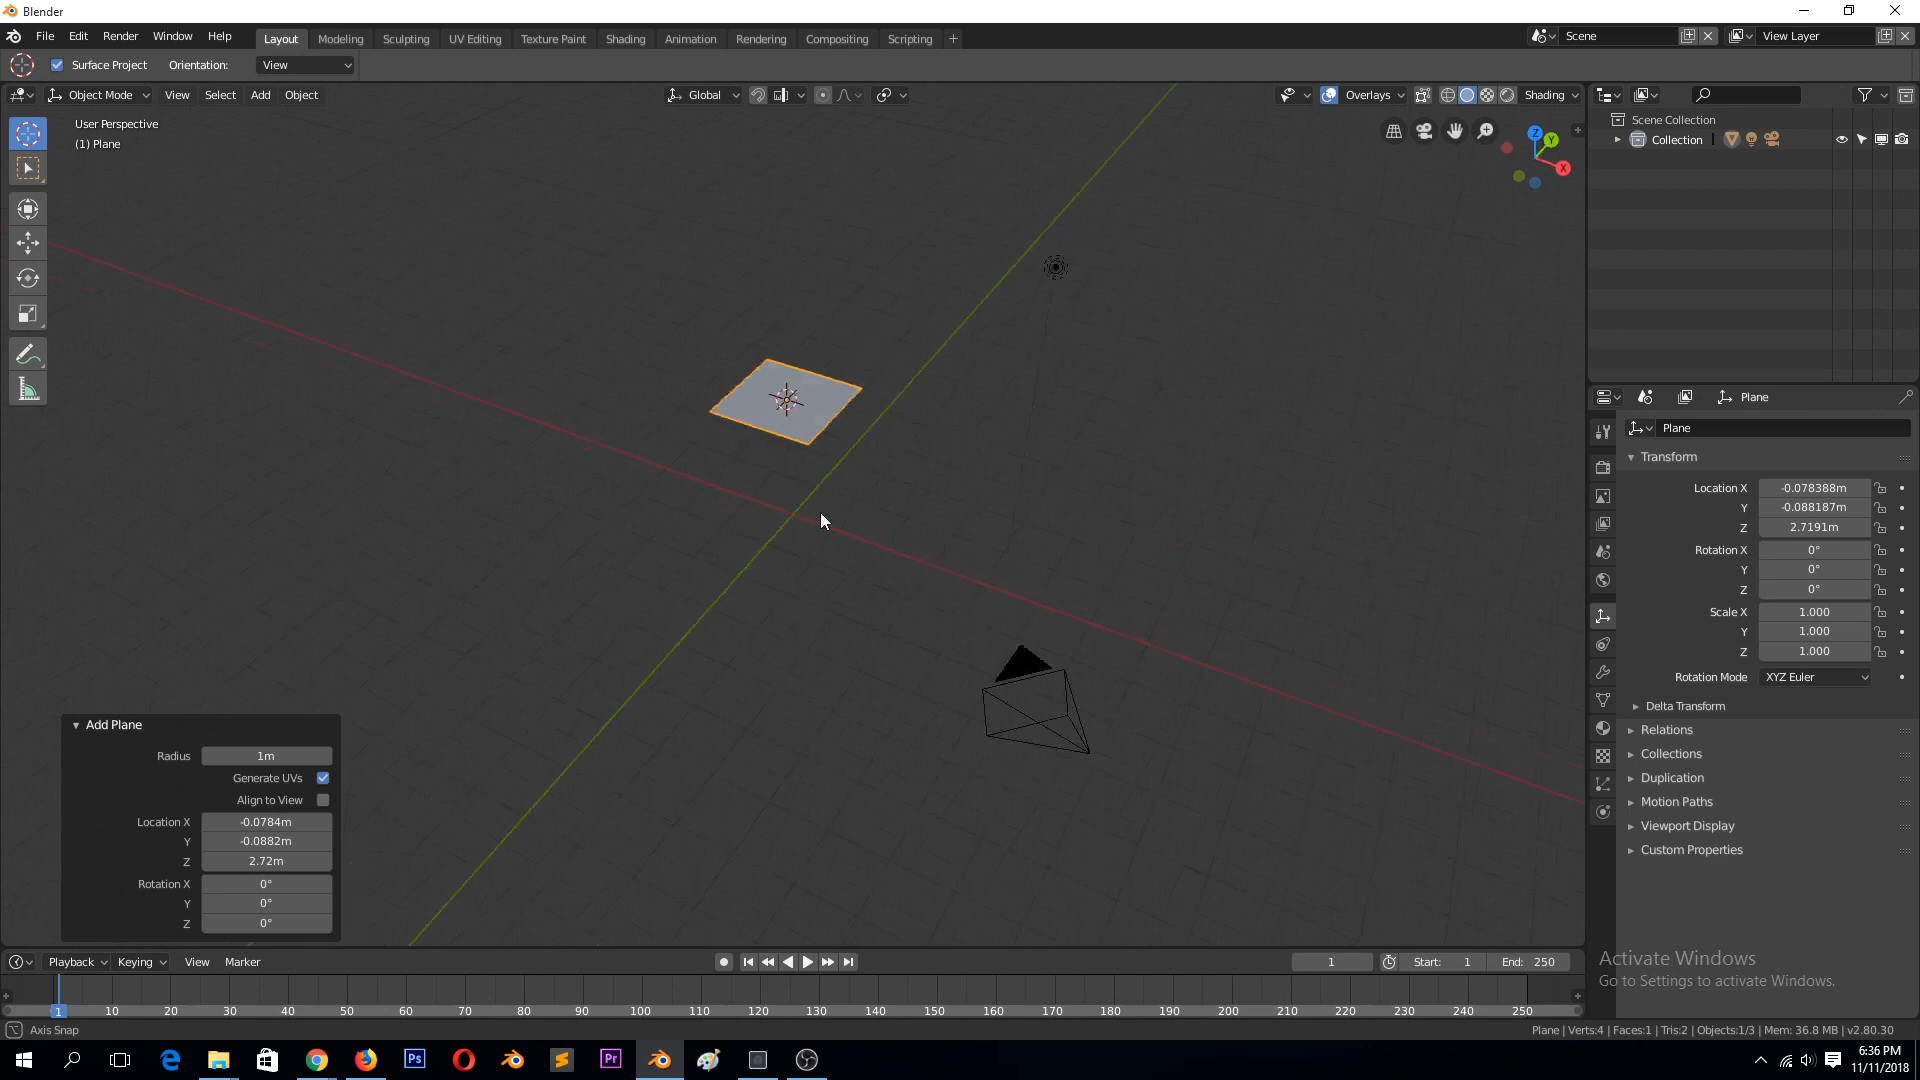 Blender
File Edit Render Window Help Layout Modeling Sculpting UV Editing Texture Paint Shading Animation Rendering Compositing Scripting + Scene View Layer
Surface Project Orientation: View
Object Mode View Select Add Object Global Overlays Shading
User Perspective
(1) Plane
Z Y X
Scene Collection
Collection
Plane
Plane
Transform
Location X -0.078388m
Y -0.088187m
Z 2.7191m
Rotation X 0°
Y 0°
Z 0°
Scale X 1.000
Y 1.000
Z 1.000
Rotation Mode XYZ Euler
Delta Transform
Relations
Collections
Duplication
Motion Paths
Viewport Display
Custom Properties
Add Plane
Radius 1m
Generate UVs
Align to View
Location X -0.0784m
Y -0.0882m
Z 2.72m
Rotation X 0°
Y 0°
Z 0°
Playback Keying View Marker 1 Start: 1 End: 250
1 10 20 30 40 50 60 70 80 90 100 110 120 130 140 150 160 170 180 190 200 210 220 230 240 250
Activate Windows
Go to Settings to activate Windows.
Axis Snap Plane | Verts:4 | Faces:1 | Tris:2 | Objects:1/3 | Mem: 36.8 MB | v2.80.30
Ps Pr
6:36 PM
11/11/2018